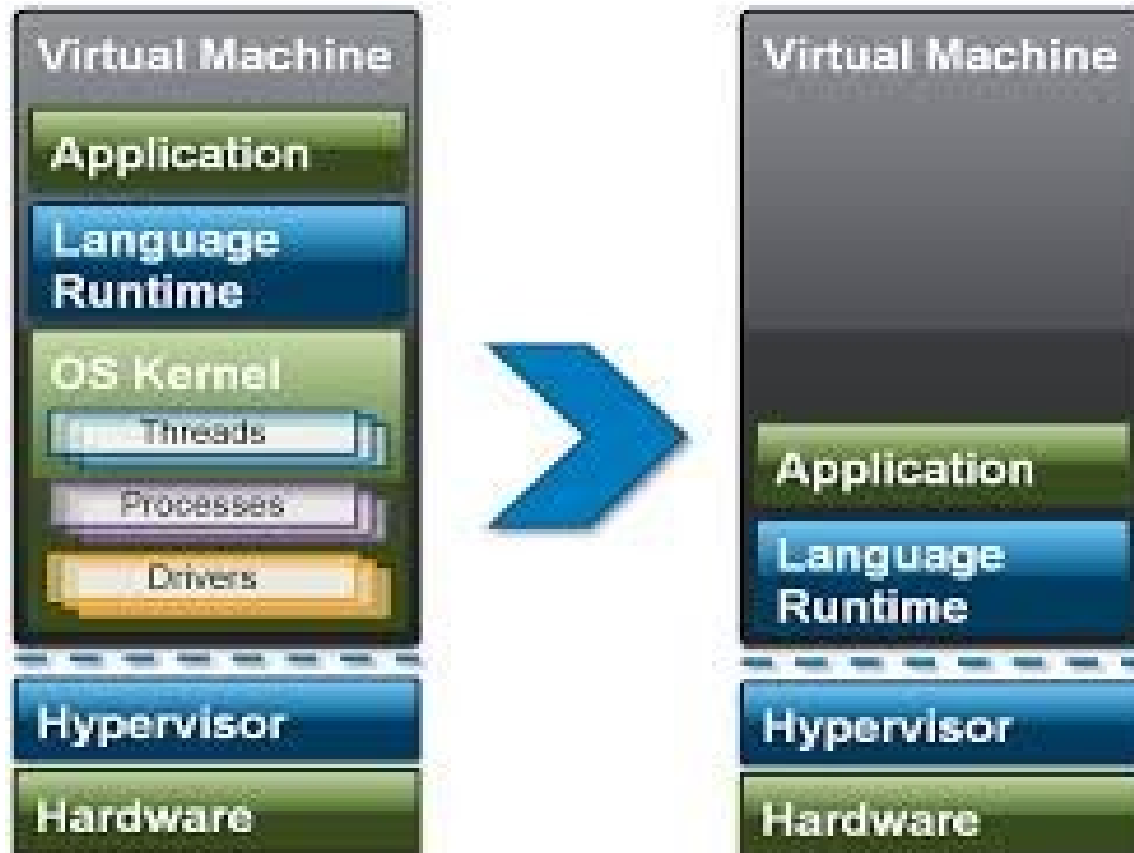 Virtual Machine
Application
Language
Runtime
OS Kernel
Threads
Processes
Drivers
Hypervisor
Hardware
Virtual Machine
Application
Language
Runtime
Hypervisor
Hardware